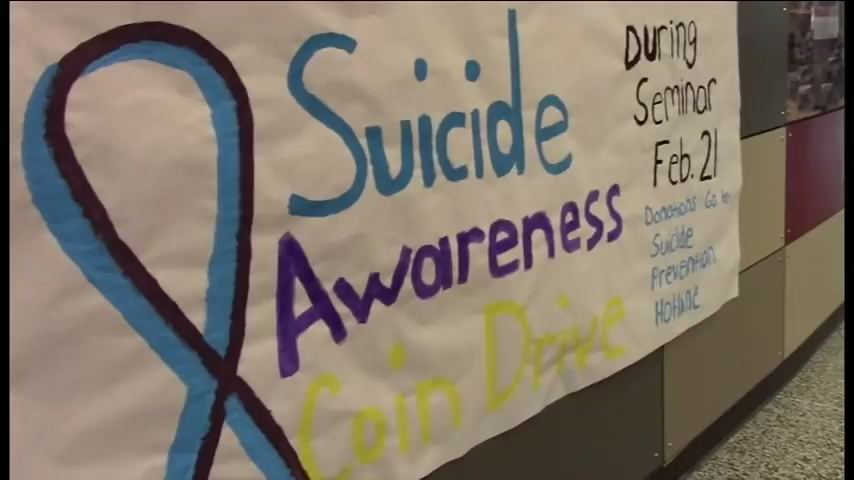 Suicide
Awareness
Coin Drive
During
Seminar
Feb. 21
Donations Go to
Suicide
Prevention
Hotline